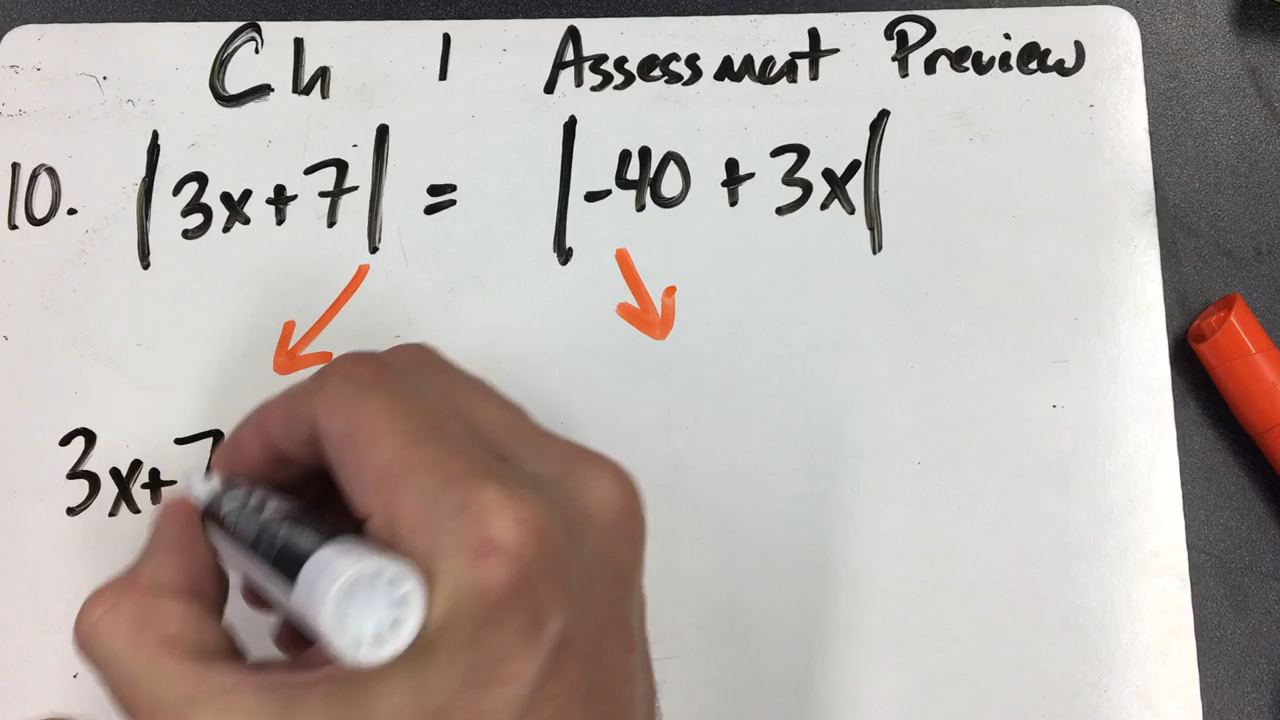 Ch 1 Assessment Preview
10. |3x+7| = |-40 + 3x|
3x+7